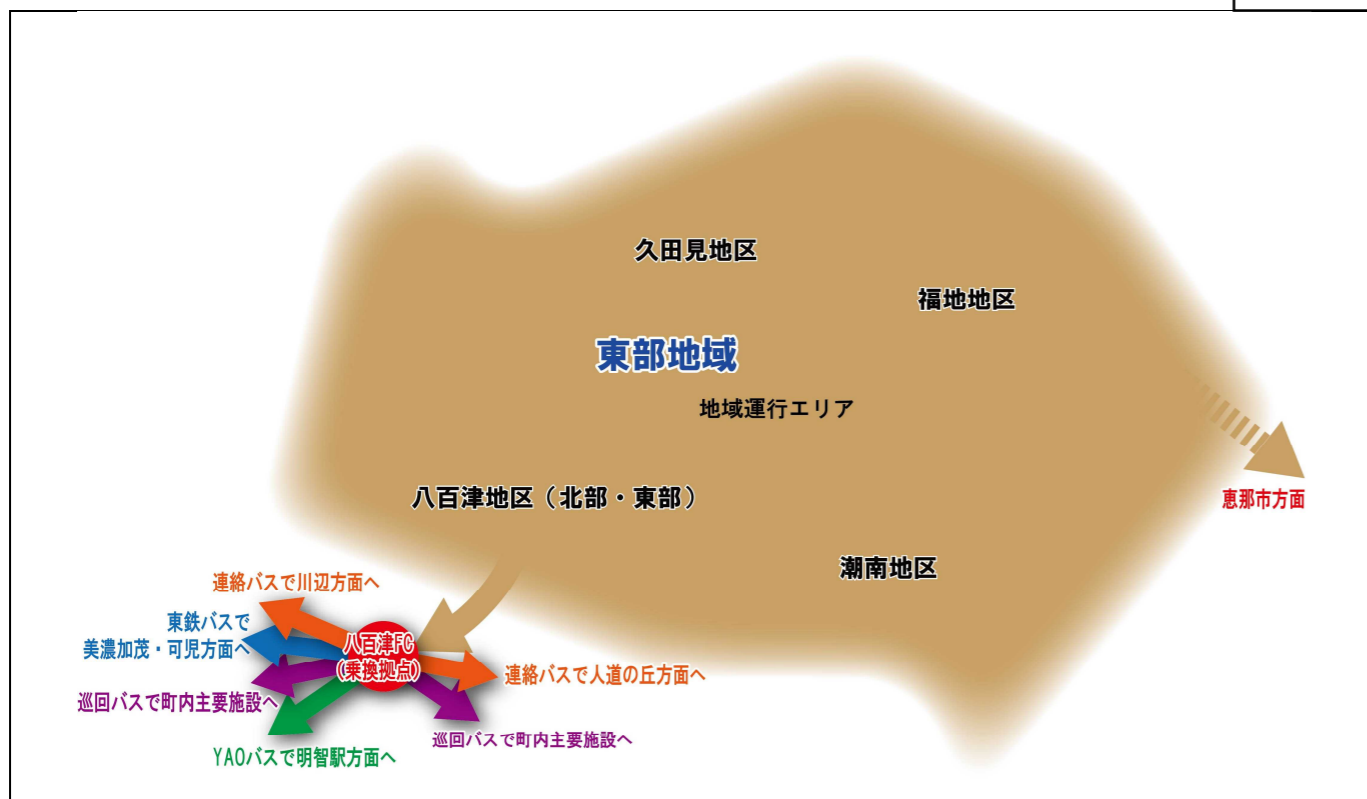 久田見地区
福地地区
東部地域
地域運行エリア
恵那市方面
八百津地区（北部・東部）
潮南地区
連絡バスで川辺方面へ
東鉄バスで
美濃加茂・可児方面へ
八百津FC
(乗換拠点)
連絡バスで人道の丘方面へ
巡回バスで町内主要施設へ
巡回バスで町内主要施設へ
YAOバスで明智駅方面へ